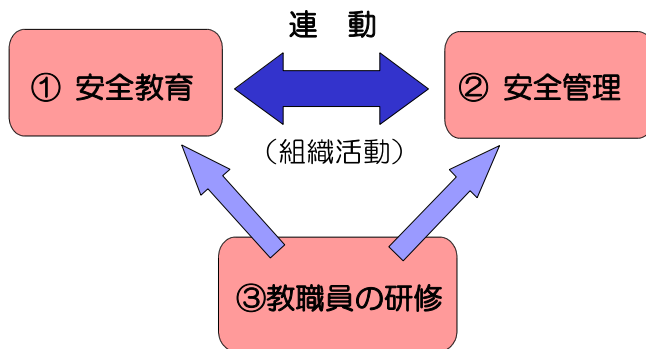 連　動
① 安全教育
② 安全管理
（組織活動）
③教職員の研修